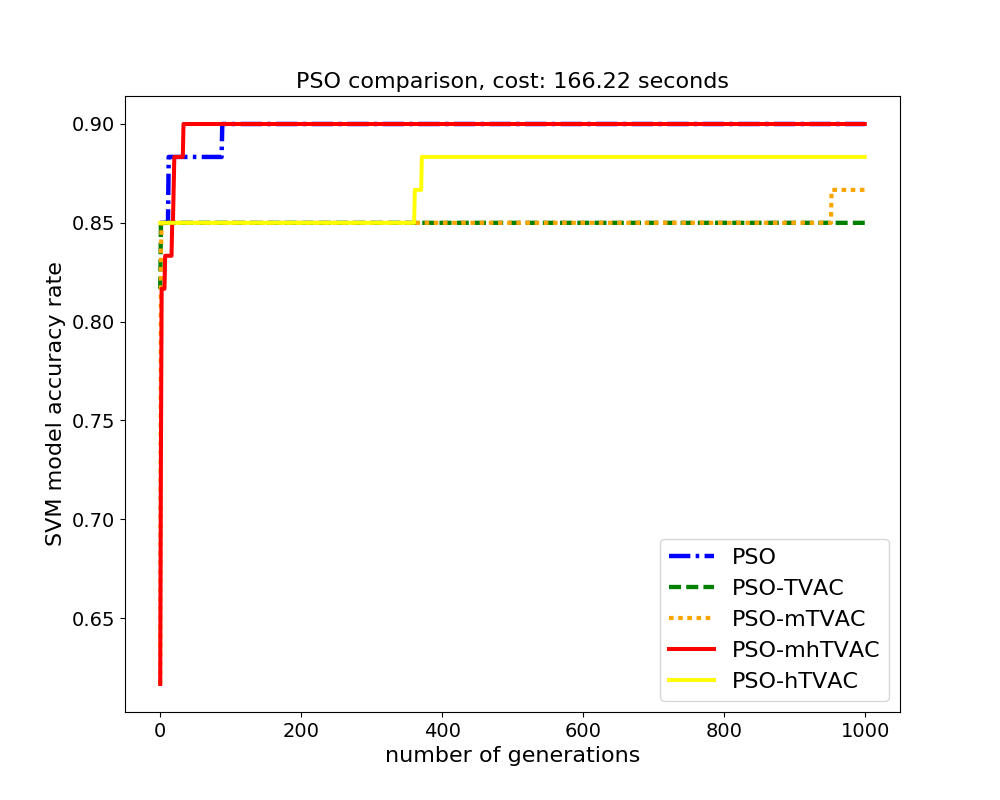 PSO comparison, cost: 166.22 seconds
0.90
0.85
0.80
0.75
0.70
0.65
SVM model accuracy rate
0 200 400 600 800 1000
number of generations
PSO
PSO-TVAC
PSO-mTVAC
PSO-mhTVAC
PSO-hTVAC